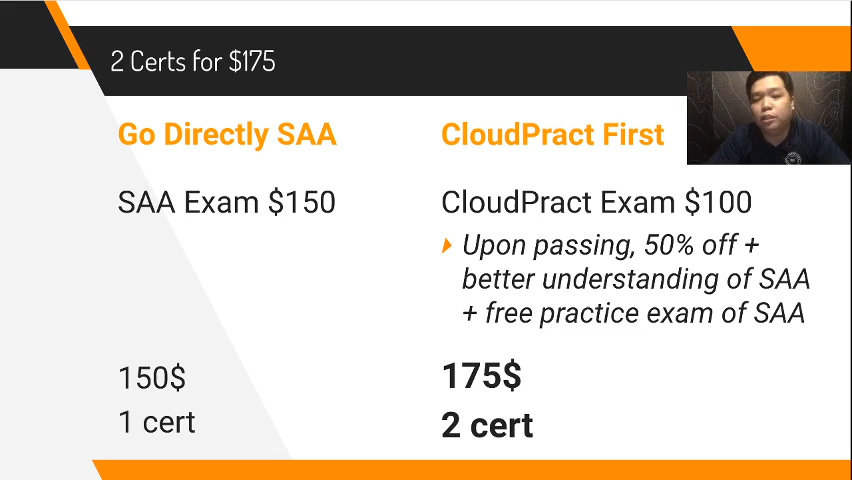 2 Certs for $175
Go Directly SAA
SAA Exam $150
150$
1 cert
CloudPract First
CloudPract Exam $100
Upon passing, 50% off +
better understanding of SAA
+ free practice exam of SAA
175$
2 cert